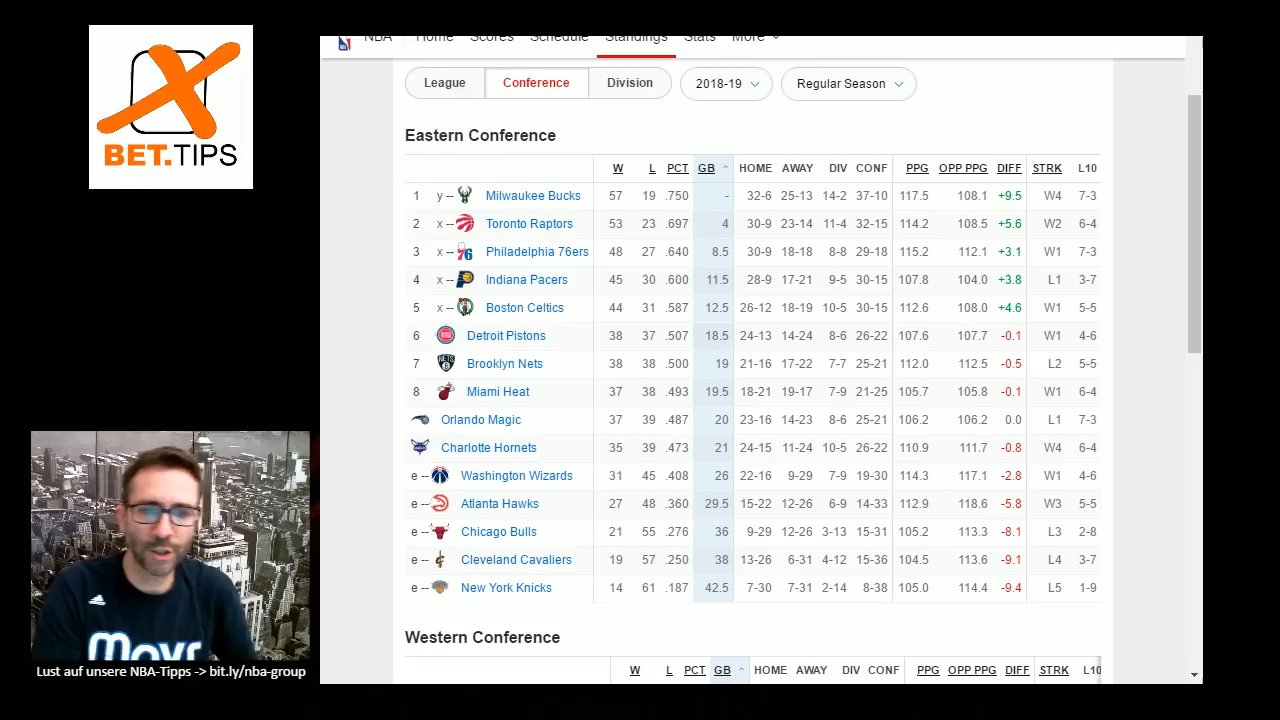 BET.TIPS
NBA Home Scores Schedule Standings Stats More
League Conference Division 2018-19 Regular Season
Eastern Conference
W L PCT GB HOME AWAY DIV CONF PPG OPP PPG DIFF STRK L10
1 y -- Milwaukee Bucks 57 19 .750 - 32-6 25-13 14-2 37-10 117.5 108.1 +9.5 W4 7-3
2 x -- Toronto Raptors 53 23 .697 4 30-9 23-14 11-4 32-15 114.2 108.5 +5.6 W2 6-4
3 x -- Philadelphia 76ers 48 27 .640 8.5 30-9 18-18 8-8 29-18 115.2 112.1 +3.1 W1 7-3
4 x -- Indiana Pacers 45 30 .600 11.5 28-9 17-21 9-5 30-15 107.8 104.0 +3.8 L1 3-7
5 x -- Boston Celtics 44 31 .587 12.5 26-12 18-19 10-5 30-15 112.6 108.0 +4.6 W1 5-5
6 Detroit Pistons 38 37 .507 18.5 24-13 14-24 8-6 26-22 107.6 107.7 -0.1 W1 4-6
7 Brooklyn Nets 38 38 .500 19 21-16 17-22 7-7 25-21 112.0 112.5 -0.5 L2 5-5
8 Miami Heat 37 38 .493 19.5 18-21 19-17 7-9 21-25 105.7 105.8 -0.1 W1 6-4
Orlando Magic 37 39 .487 20 23-16 14-23 8-6 25-21 106.2 106.2 0.0 L1 7-3
Charlotte Hornets 35 39 .473 21 24-15 11-24 10-5 26-22 110.9 111.7 -0.8 W4 6-4
e -- Washington Wizards 31 45 .408 26 22-16 9-29 7-9 19-30 114.3 117.1 -2.8 W1 4-6
e -- Atlanta Hawks 27 48 .360 29.5 15-22 12-26 6-9 14-33 112.9 118.6 -5.8 W3 5-5
e -- Chicago Bulls 21 55 .276 36 9-29 12-26 3-13 15-31 105.2 113.3 -8.1 L3 2-8
e -- Cleveland Cavaliers 19 57 .250 38 13-26 6-31 4-12 15-36 104.5 113.6 -9.1 L4 3-7
e -- New York Knicks 14 61 .187 42.5 7-30 7-31 2-14 8-38 105.0 114.4 -9.4 L5 1-9
Western Conference
W L PCT GB HOME AWAY DIV CONF PPG OPP PPG DIFF STRK L10
Lust auf unsere NBA-Tipps -> bit.ly/nba-group